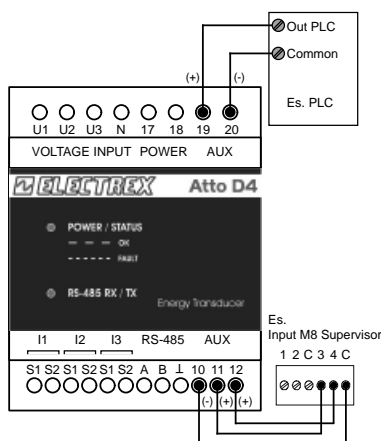 Out PLC
Common
Es. PLC
(+) (-)
U1 U2 U3 N 17 18 19 20
VOLTAGE INPUT POWER AUX
ELECTREX Atto D4
POWER / STATUS
— — — OK
- - - - - - FAULT
RS-485 RX / TX
Energy Transducer
Es.
Input M8 Supervisor
1 2 C 3 4 C
I1 I2 I3 RS-485 AUX
S1 S2 S1 S2 S1 S2 A B ⊥ 10 11 12
(-) (+) (+)